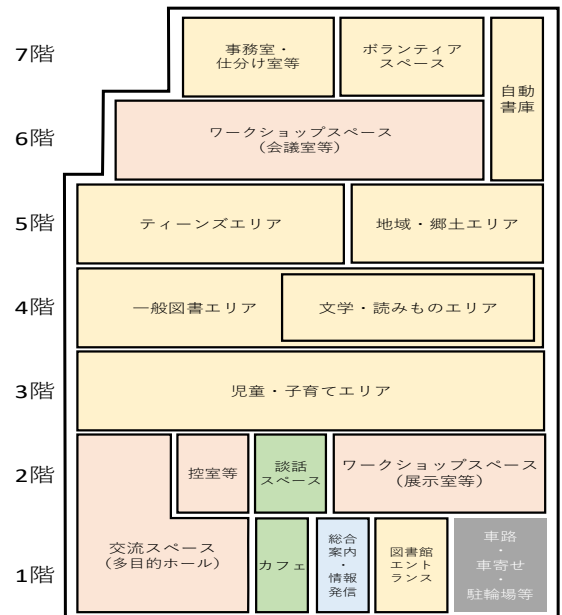 7階
事務室・
仕分け室等
ボランティア
スペース
自動
書庫
6階
ワークショップスペース
(会議室等)
5階
ティーンズエリア
地域・郷土エリア
4階
一般図書エリア
文学・読みものエリア
3階
児童・子育てエリア
2階
控室等
談話
スペース
ワークショップスペース
(展示室等)
1階
交流スペース
(多目的ホール)
カフェ
総合
案内
・
情報
発信
図書館
エント
ランス
車路
・
車寄せ
・
駐輪場等